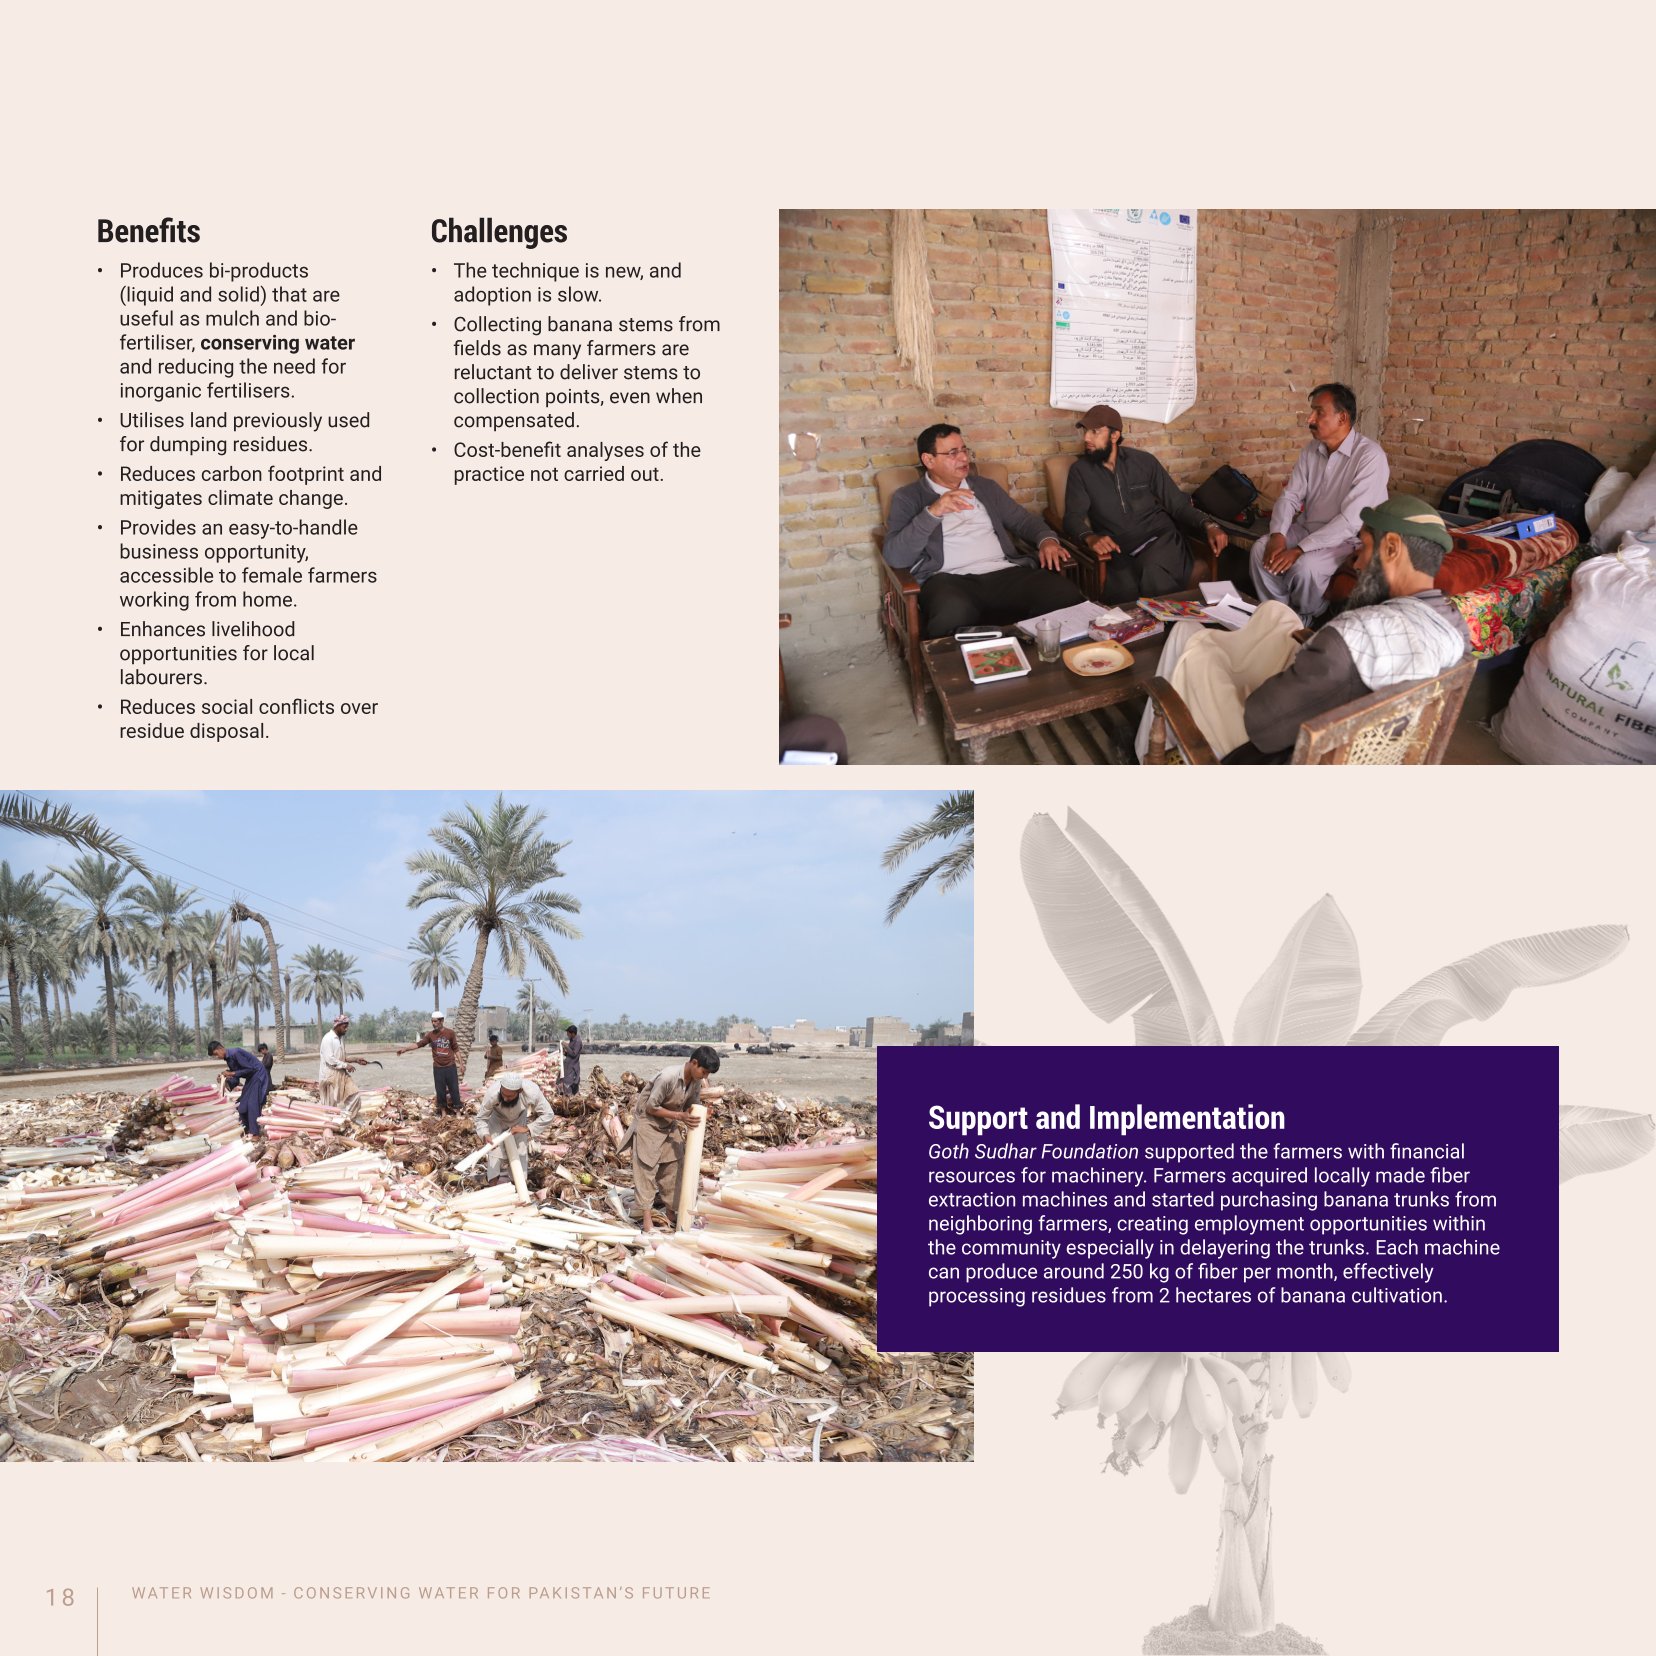 Benefits
• Produces bi-products
(liquid and solid) that are
useful as mulch and bio-
fertiliser, conserving water
and reducing the need for
inorganic fertilisers.
• Utilises land previously used
for dumping residues.
• Reduces carbon footprint and
mitigates climate change.
• Provides an easy-to-handle
business opportunity,
accessible to female farmers
working from home.
• Enhances livelihood
opportunities for local
labourers.
• Reduces social conflicts over
residue disposal.
Challenges
• The technique is new, and
adoption is slow.
• Collecting banana stems from
fields as many farmers are
reluctant to deliver stems to
collection points, even when
compensated.
• Cost-benefit analyses of the
practice not carried out.
NATURAL FIBE
COMPANY
Support and Implementation
Goth Sudhar Foundation supported the farmers with financial
resources for machinery. Farmers acquired locally made fiber
extraction machines and started purchasing banana trunks from
neighboring farmers, creating employment opportunities within
the community especially in delayering the trunks. Each machine
can produce around 250 kg of fiber per month, effectively
processing residues from 2 hectares of banana cultivation.
18
WATER WISDOM - CONSERVING WATER FOR PAKISTAN'S FUTURE